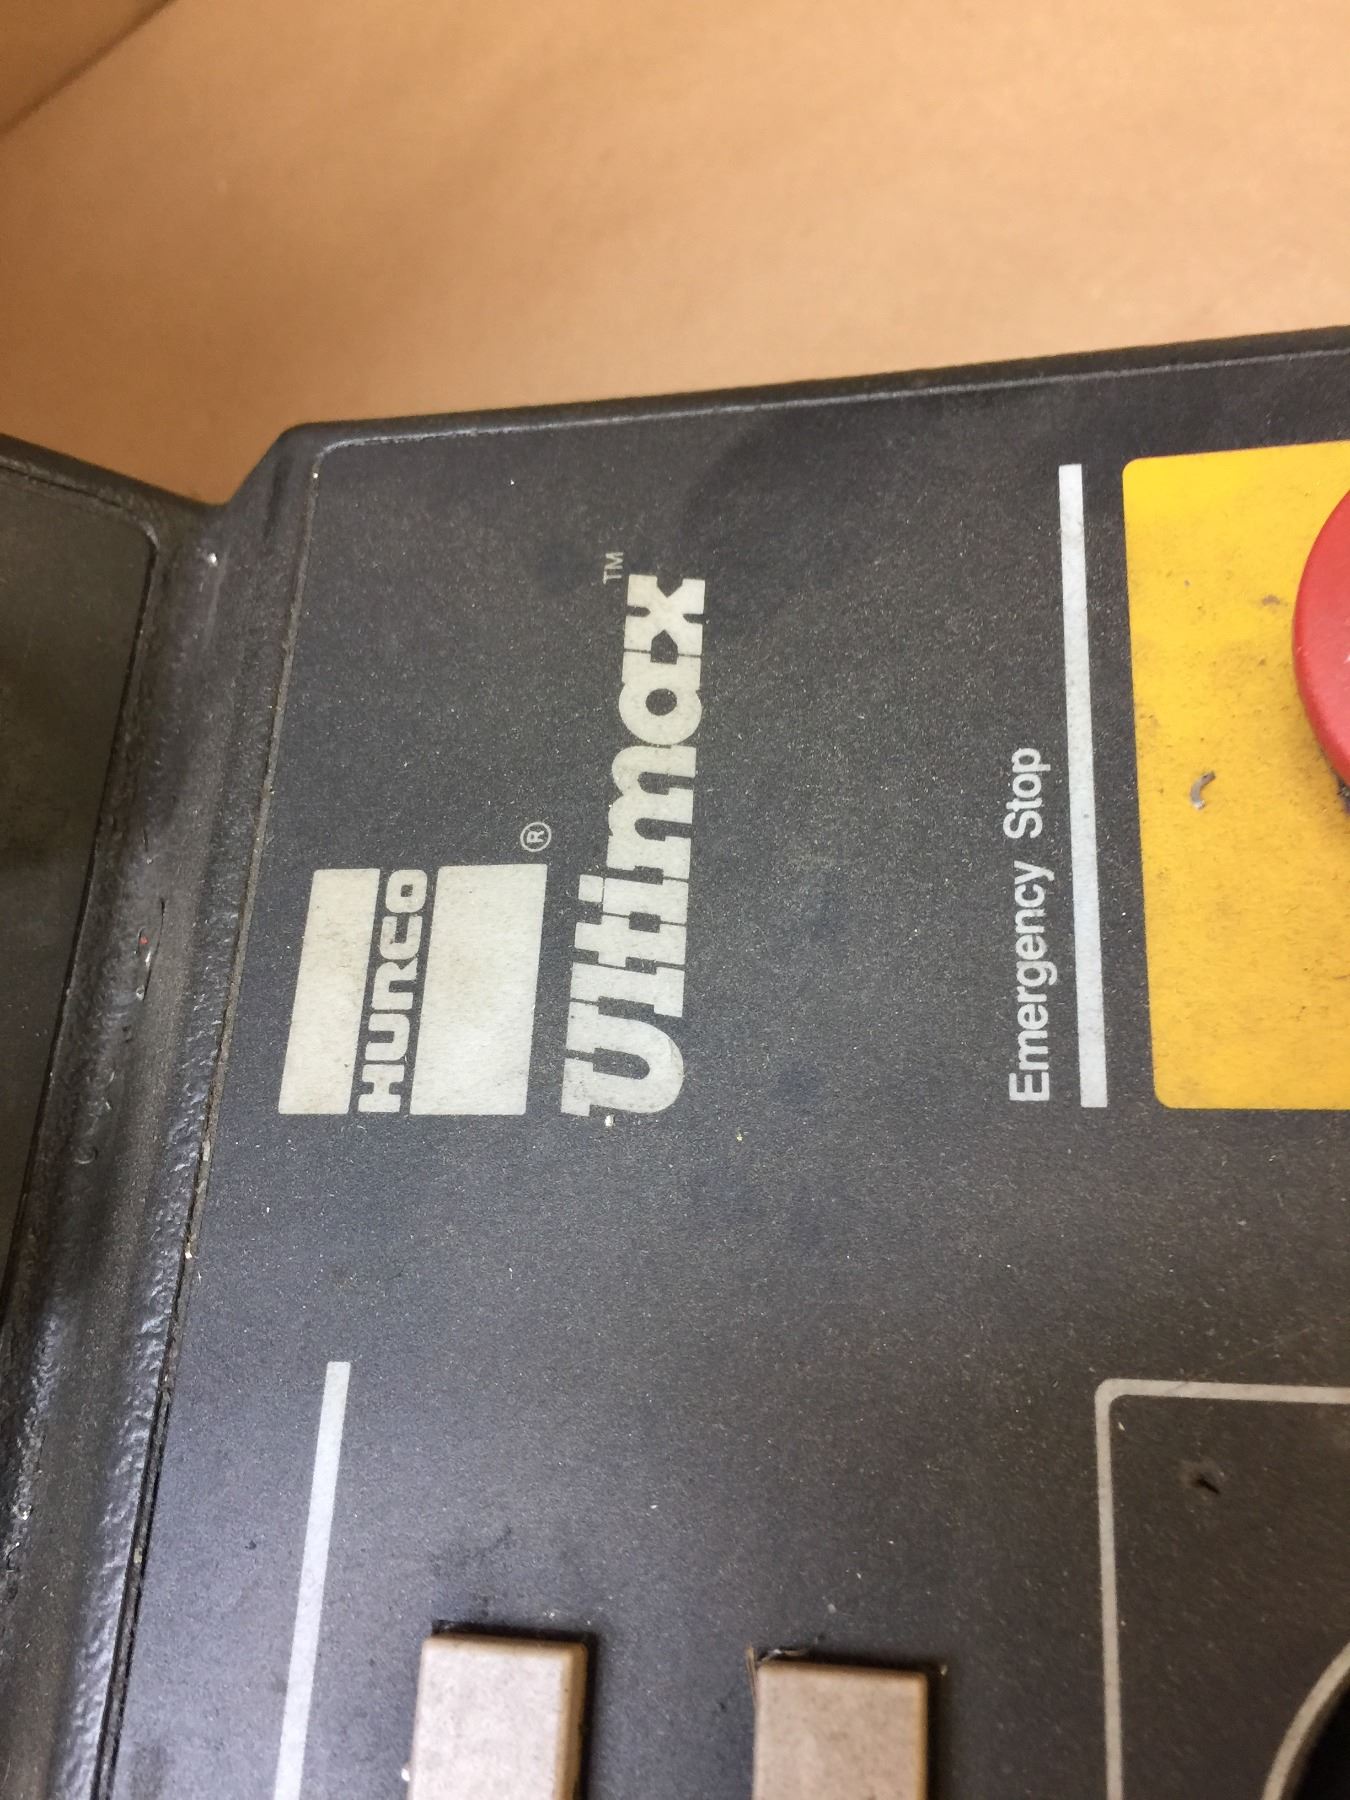 HURCO®
Ultimax™
Emergency Stop